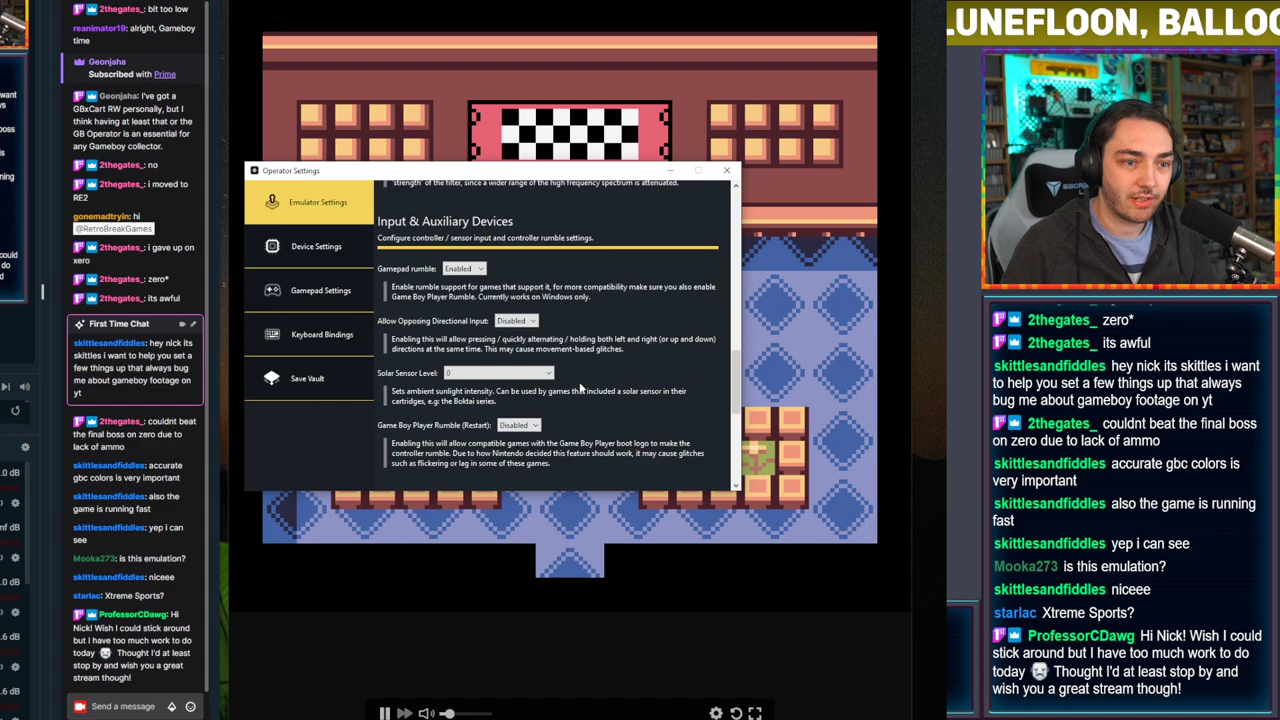 2thegates_: bit too low
reanimator19: alright, Gameboy
time
Geonjaha
Subscribed with Prime
Geonjaha: I've got a
GBxCart RW personally, but I
think having at least that or the
GB Operator is essential for
any Gameboy collector.
2thegates_: no
2thegates_: i moved to
RE2
gonemadtryin: hi
@RetroBreakGames
2thegates_: i gave up on
xero
2thegates_: zero*
2thegates_: its awful
First Time Chat
skittlesandfiddles: hey nick its
skittles i want to help you set a
few things up that always
bug me about gameboy footage on
yt
2thegates_: couldnt beat
the final boss on zero due to
lack of ammo
skittlesandfiddles: accurate
gbc colors is very important
skittlesandfiddles: also the
game is running fast
skittlesandfiddles: yep i can
see
Mooka273: is this emulation?
skittlesandfiddles: niceee
starlac: Xtreme Sports?
ProfessorCDawg: Hi
Nick! Wish I could
stick around but I have
too much work to do
today Thought I'd at least
stop by and wish you a
great stream though!
Send a message
Operator Settings
Emulator Settings
Device Settings
Gamepad Settings
Keyboard Bindings
Save Vault
"strength" of the filter, since a wider range of the high frequency spectrum is attenuated.
Input & Auxiliary Devices
Configure controller / sensor input and controller rumble settings.
Gamepad rumble: Enabled
Enable rumble support for games that support it, for more compatibility make sure you also enable
Game Boy Player Rumble. Currently works on Windows only.
Allow Opposing Directional Input: Disabled
Enabling this will allow pressing / quickly alternating / holding both left and right (or up and down)
directions at the same time. This may cause movement-based glitches.
Solar Sensor Level: 0
Sets ambient sunlight intensity. Can be used by games that included a solar sensor in their
cartridges, e.g: the Boktai series.
Game Boy Player Rumble (Restart): Disabled
Enabling this will allow compatible games with the Game Boy Player boot logo to make the
controller rumble. Due to how Nintendo decided this feature should work, it may cause glitches
such as flickering or lag in some of these games.
LUNEFLOON, BALLOO
2thegates_ zero*
2thegates_ its awful
skittlesandfiddles hey nick its skittles i
want to help you set a few things up that always
bug me about gameboy footage on yt
2thegates_ couldnt beat the final boss on
zero due to lack of ammo
skittlesandfiddles accurate gbc colors is
very important
skittlesandfiddles also the game is running
fast
skittlesandfiddles yep i can see
Mooka273 is this emulation?
skittlesandfiddles niceee
starlac Xtreme Sports?
ProfessorCDawg Hi Nick! Wish I could
stick around but I have too much work to do
today Thought I'd at least stop by and
wish you a great stream though!